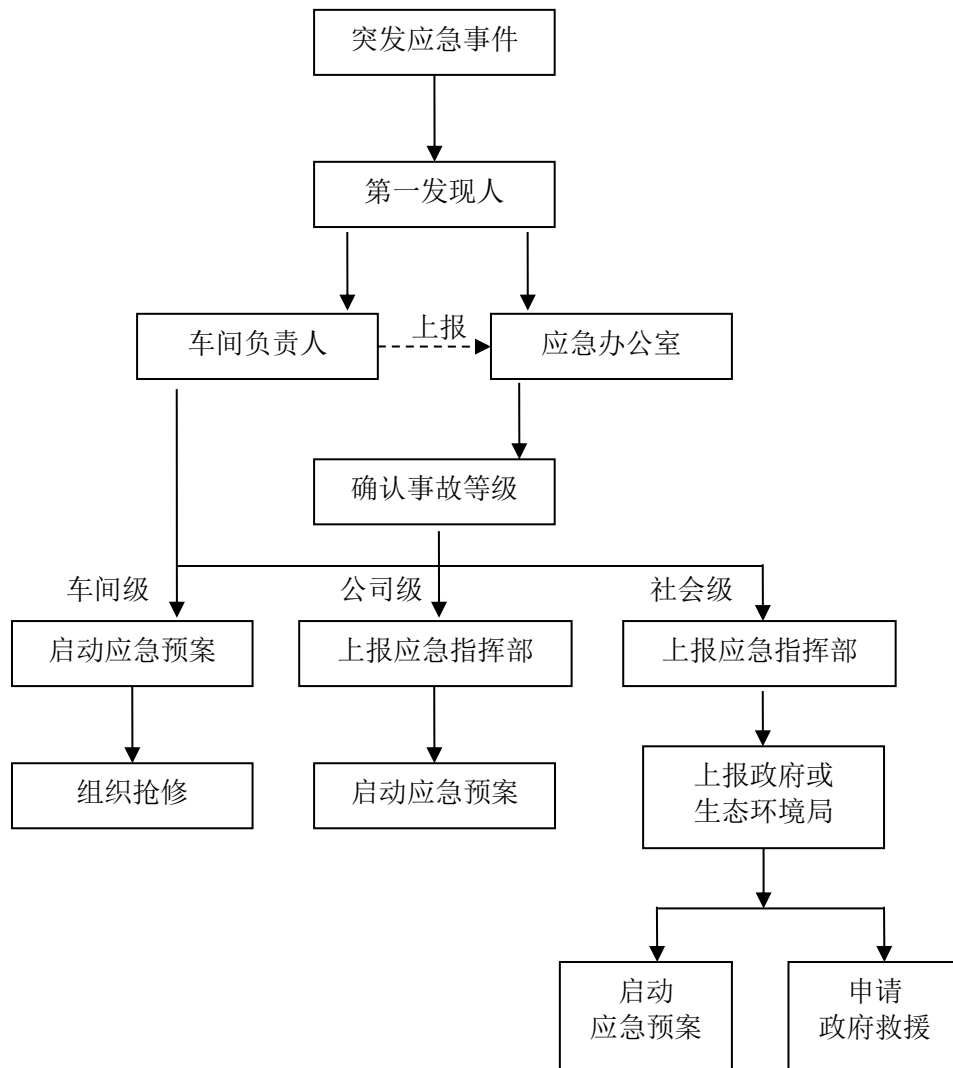 突发应急事件
第一发现人
车间负责人
上报
应急办公室
确认事故等级
车间级
公司级
社会级
启动应急预案
上报应急指挥部
上报应急指挥部
组织抢修
启动应急预案
上报政府或
生态环境局
启动
应急预案
申请
政府救援